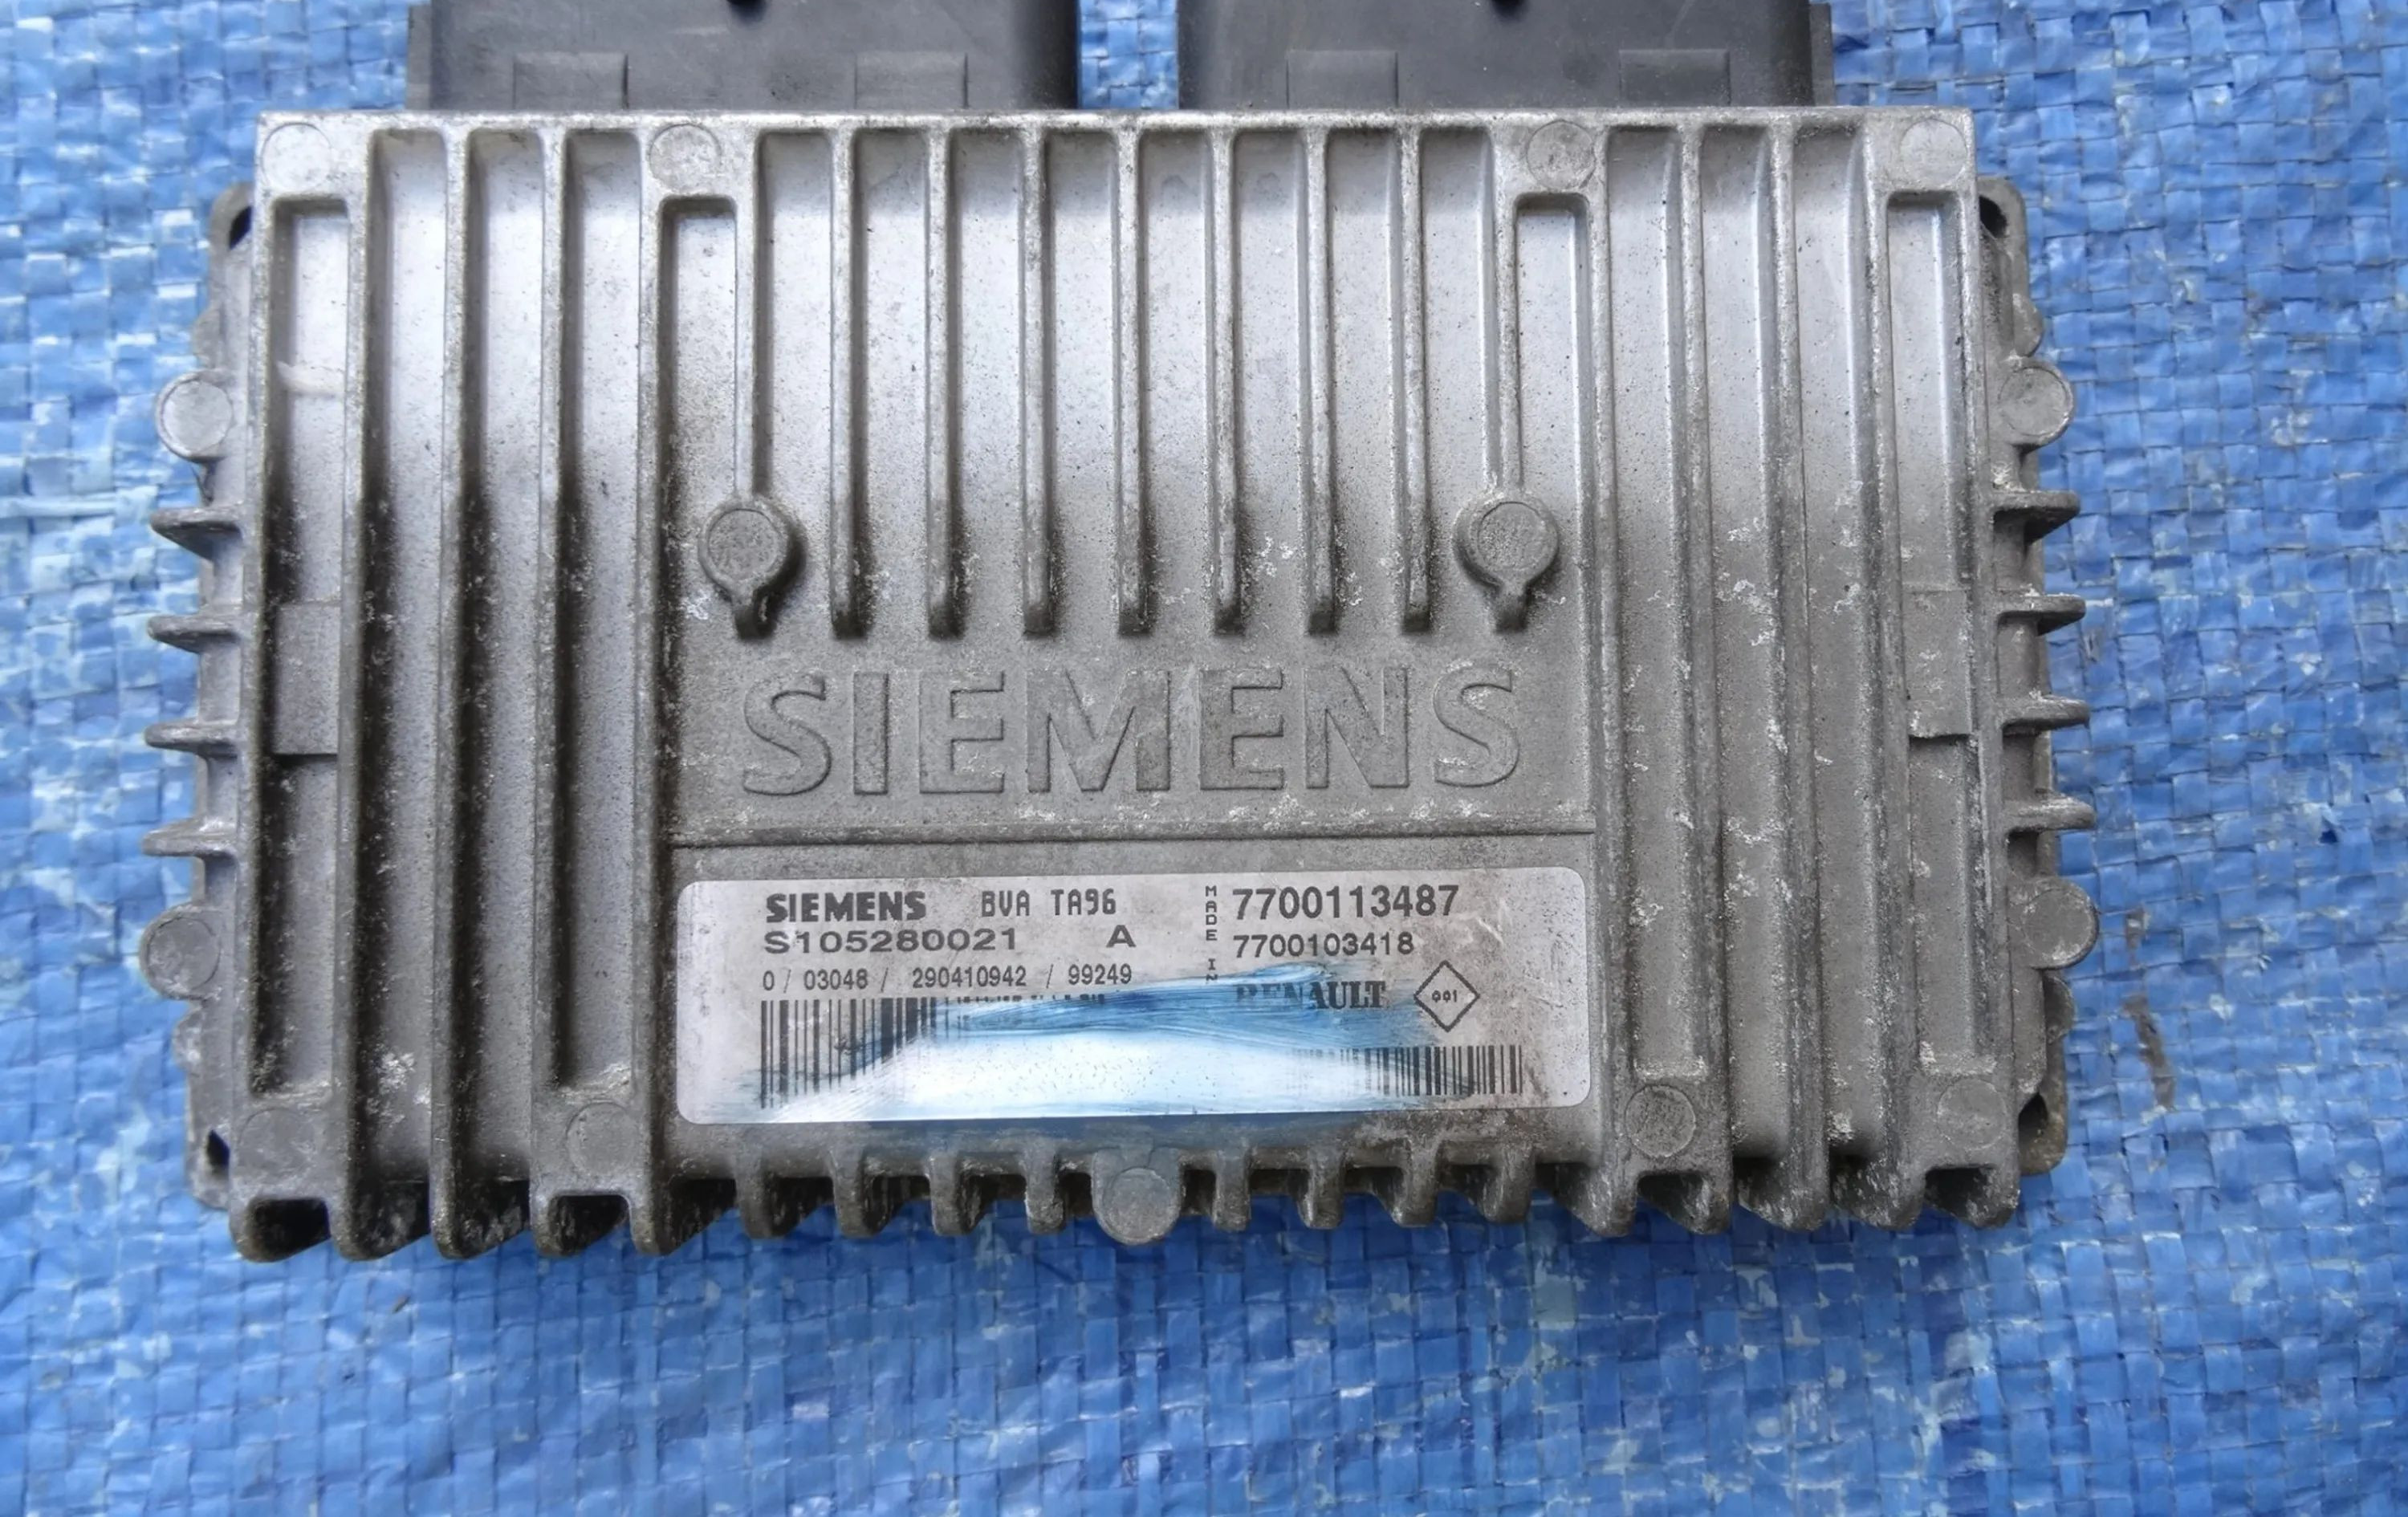 SIEMENS
SIEMENS BVA TA96
S105280021 A
0 / 03048 / 290410942 / 99249
MADE IN
7700113487
7700103418
RENAULT